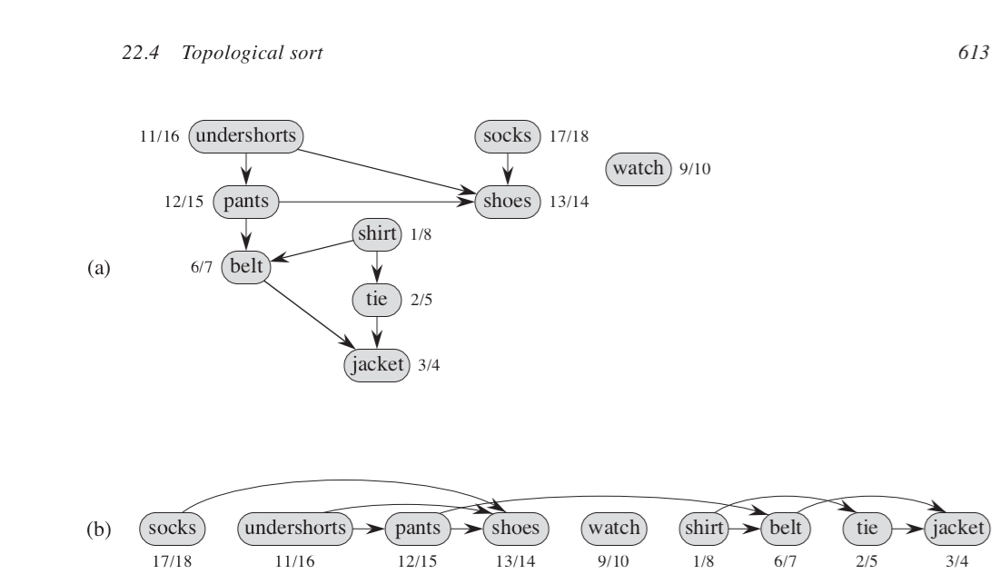 22.4 Topological sort 613
11/16 undershorts socks 17/18
watch 9/10
12/15 pants shoes 13/14
shirt 1/8
(a) 6/7 belt
tie 2/5
jacket 3/4
(b) socks undershorts pants shoes watch shirt belt tie jacket
17/18 11/16 12/15 13/14 9/10 1/8 6/7 2/5 3/4